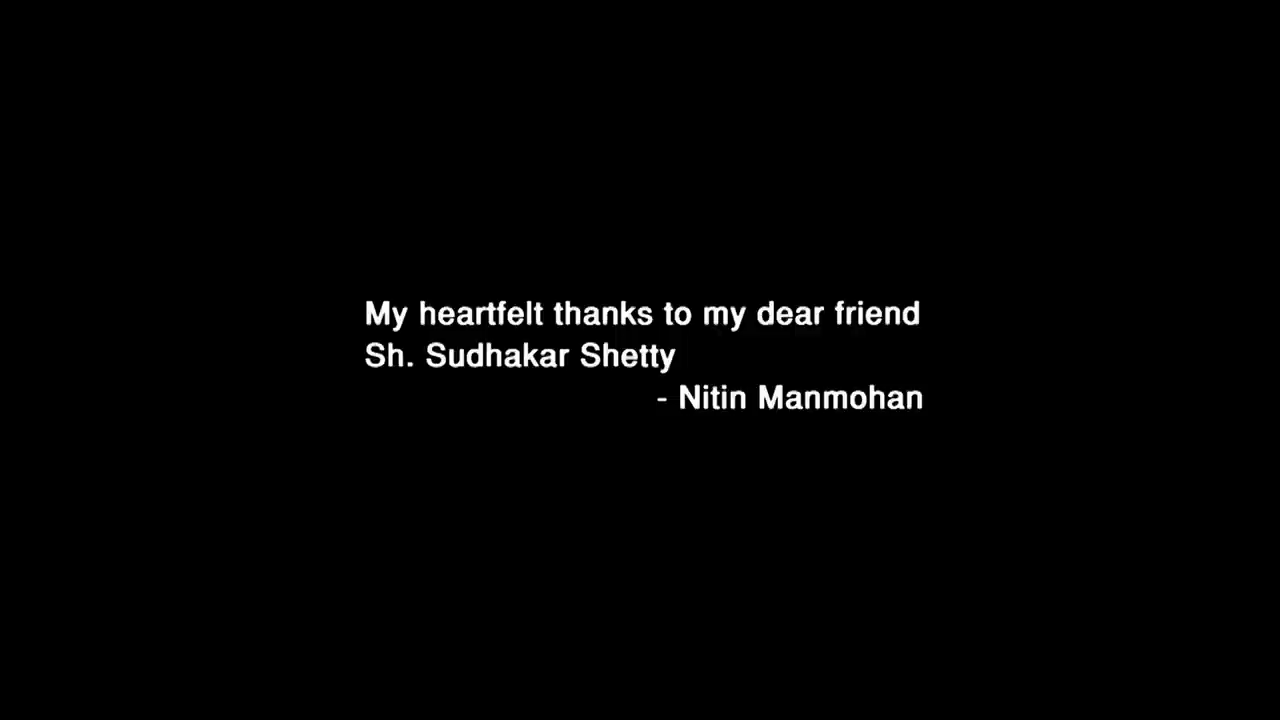 My heartfelt thanks to my dear friend
Sh. Sudhakar Shetty
- Nitin Manmohan